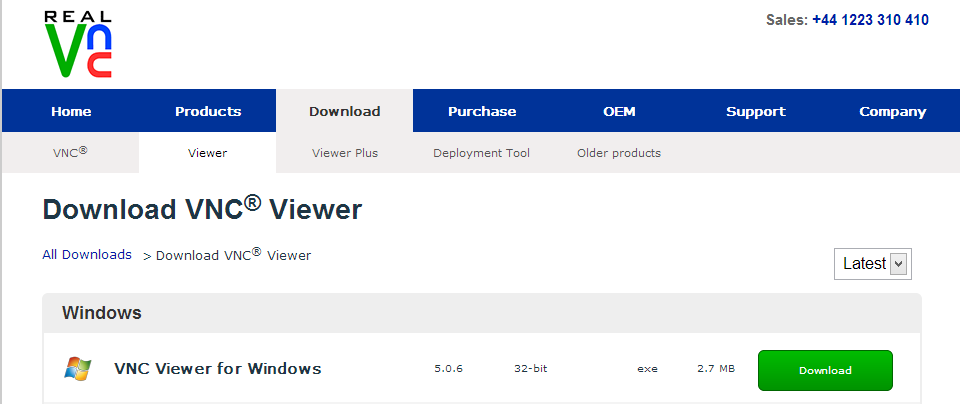 REAL
VNC
Sales: +44 1223 310 410
Home Products Download Purchase OEM Support Company
VNC® Viewer Viewer Plus Deployment Tool Older products
Download VNC® Viewer
All Downloads > Download VNC® Viewer
Latest
Windows
VNC Viewer for Windows 5.0.6 32-bit exe 2.7 MB Download